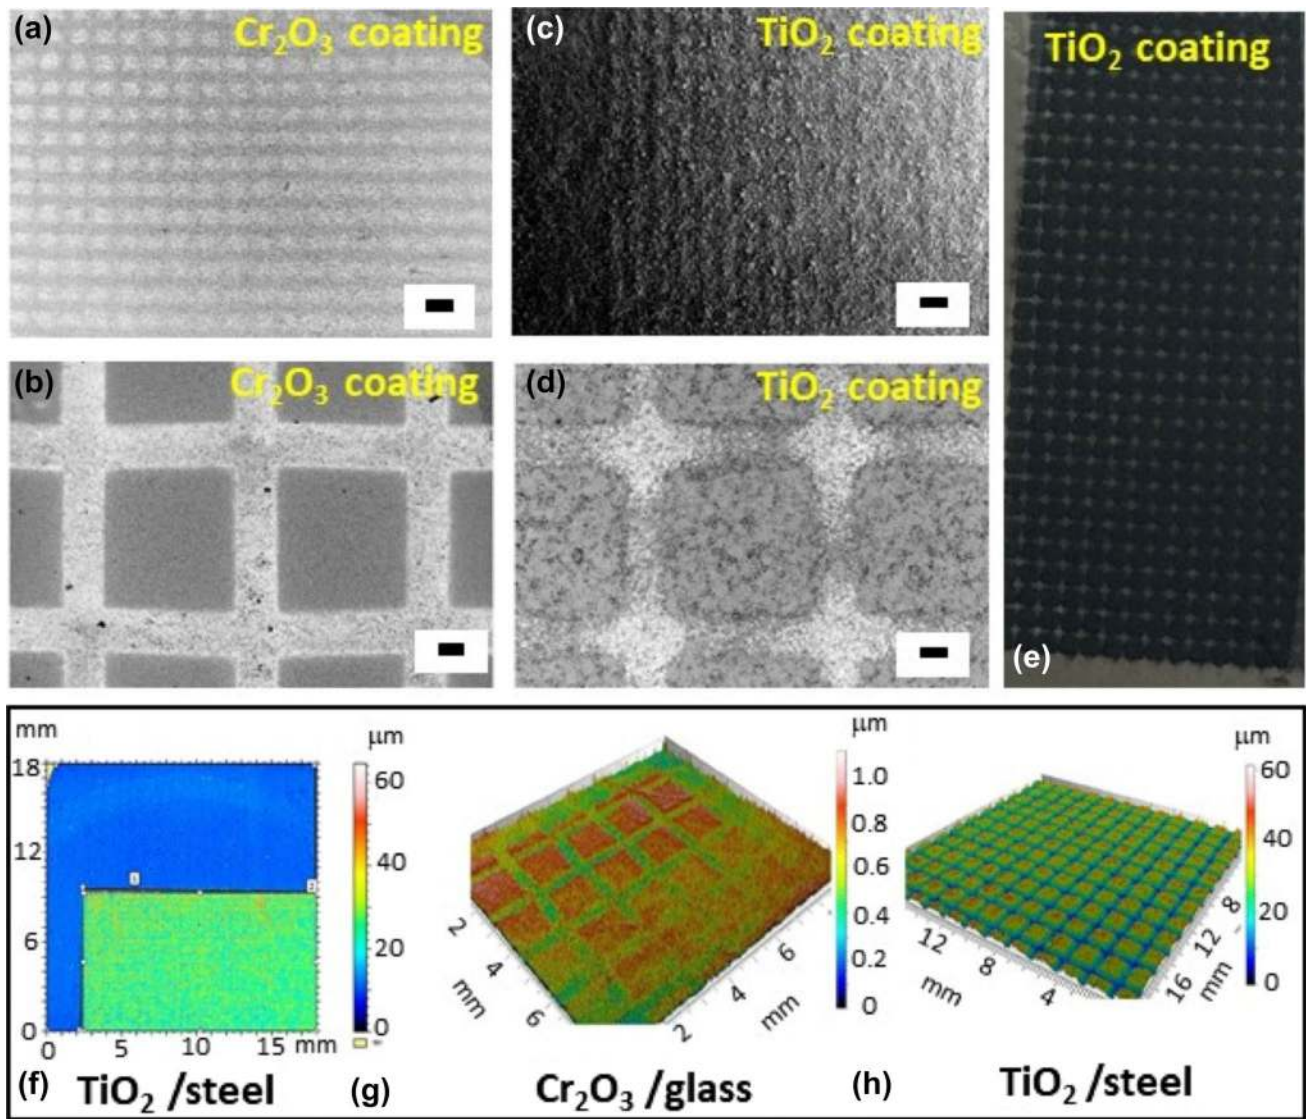 (a) Cr₂O₃ coating
(c) TiO₂ coating
TiO₂ coating
(b) Cr₂O₃ coating
(d) TiO₂ coating
(e)
mm
18
12
6
0
0 5 10 15 mm
μm
60
40
20
0
(f) TiO₂ /steel
2
4
6
mm
2
4
6
mm
μm
1.0
0.8
0.6
0.4
0.2
0
(g) Cr₂O₃ /glass
12
8
4
mm
16
12
8
mm
μm
60
40
20
0
(h) TiO₂ /steel